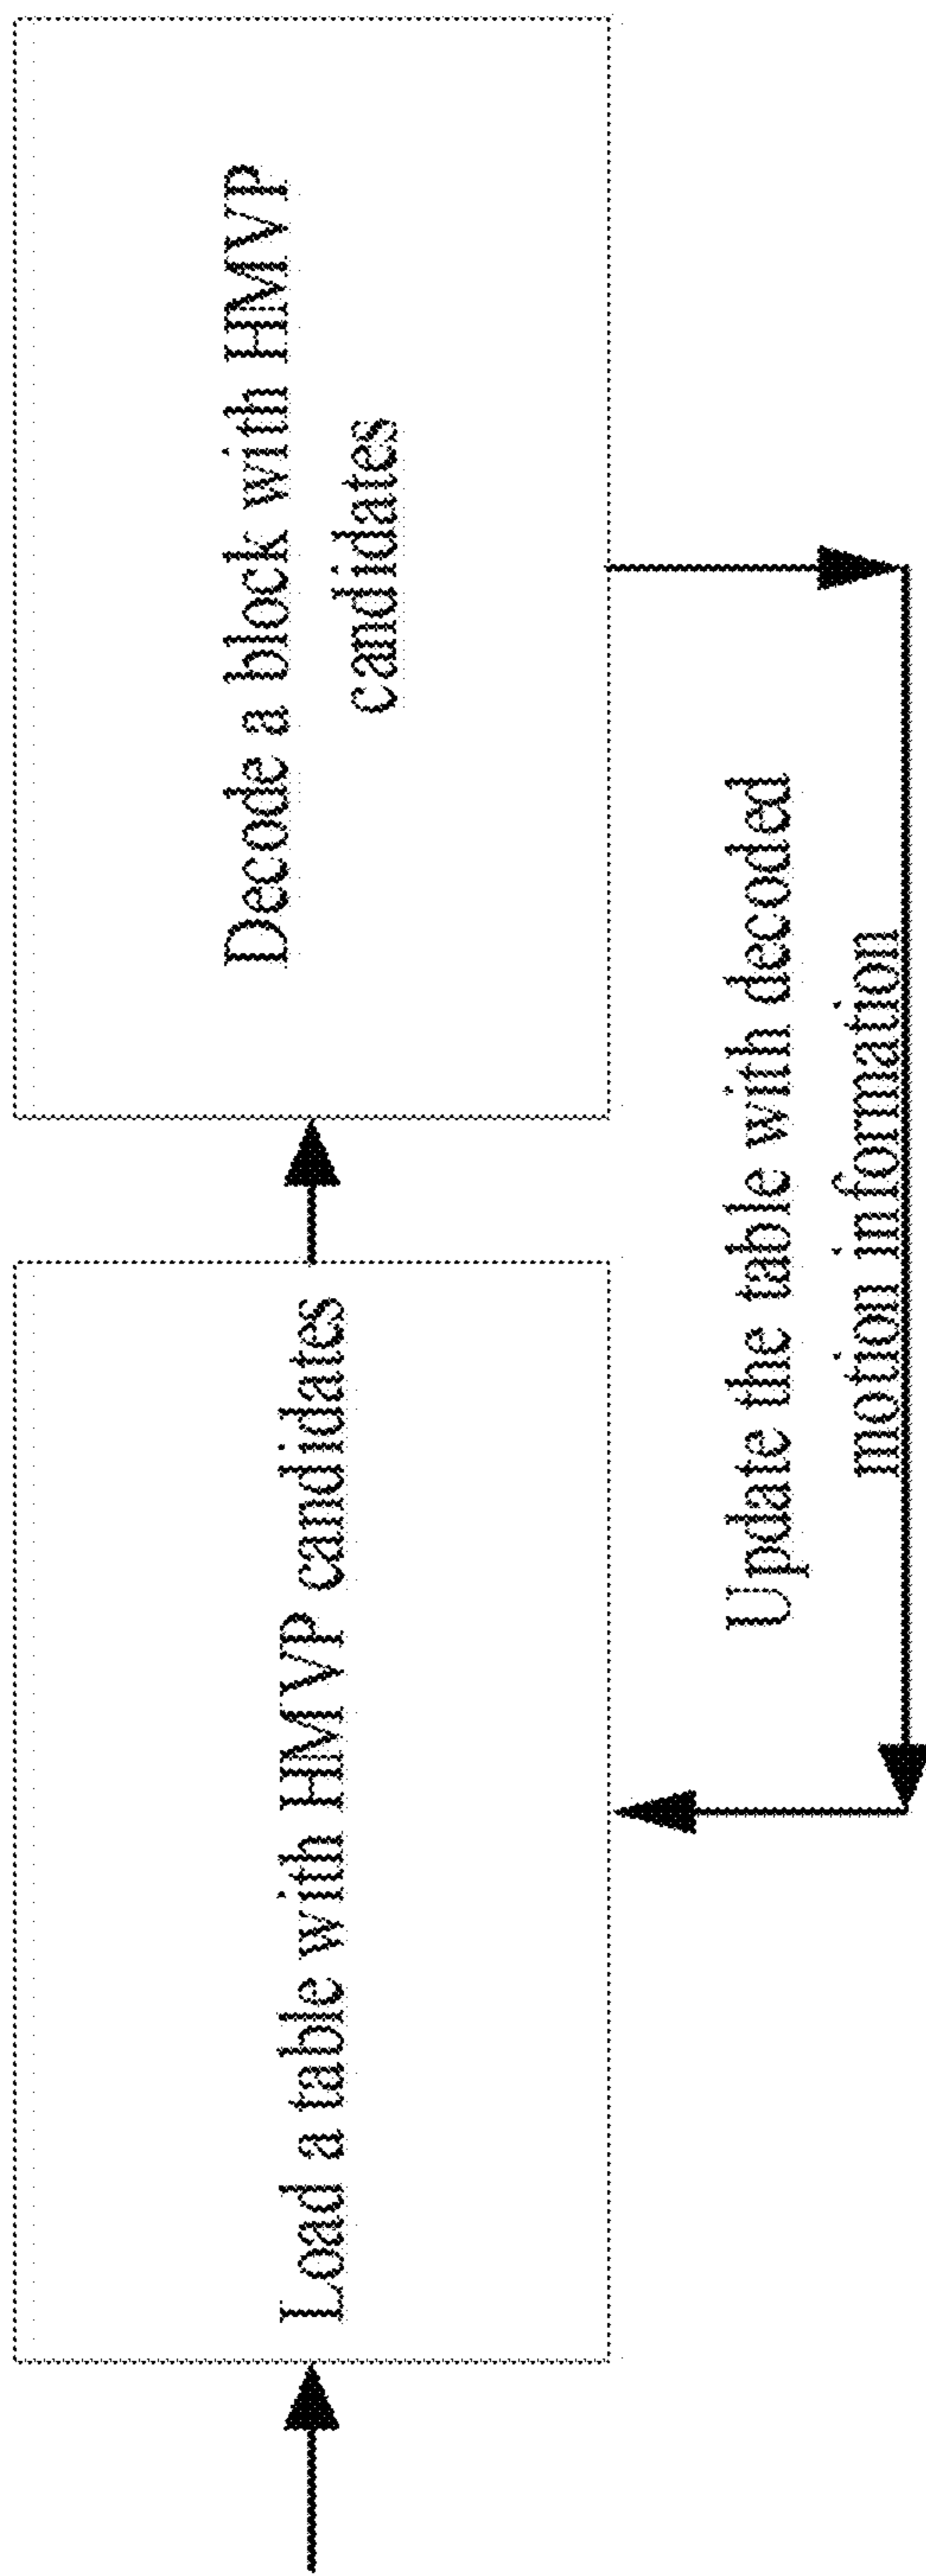 Load a table with HMVP candidates
Decode a block with HMVP
candidates
Update the table with decoded
motion information